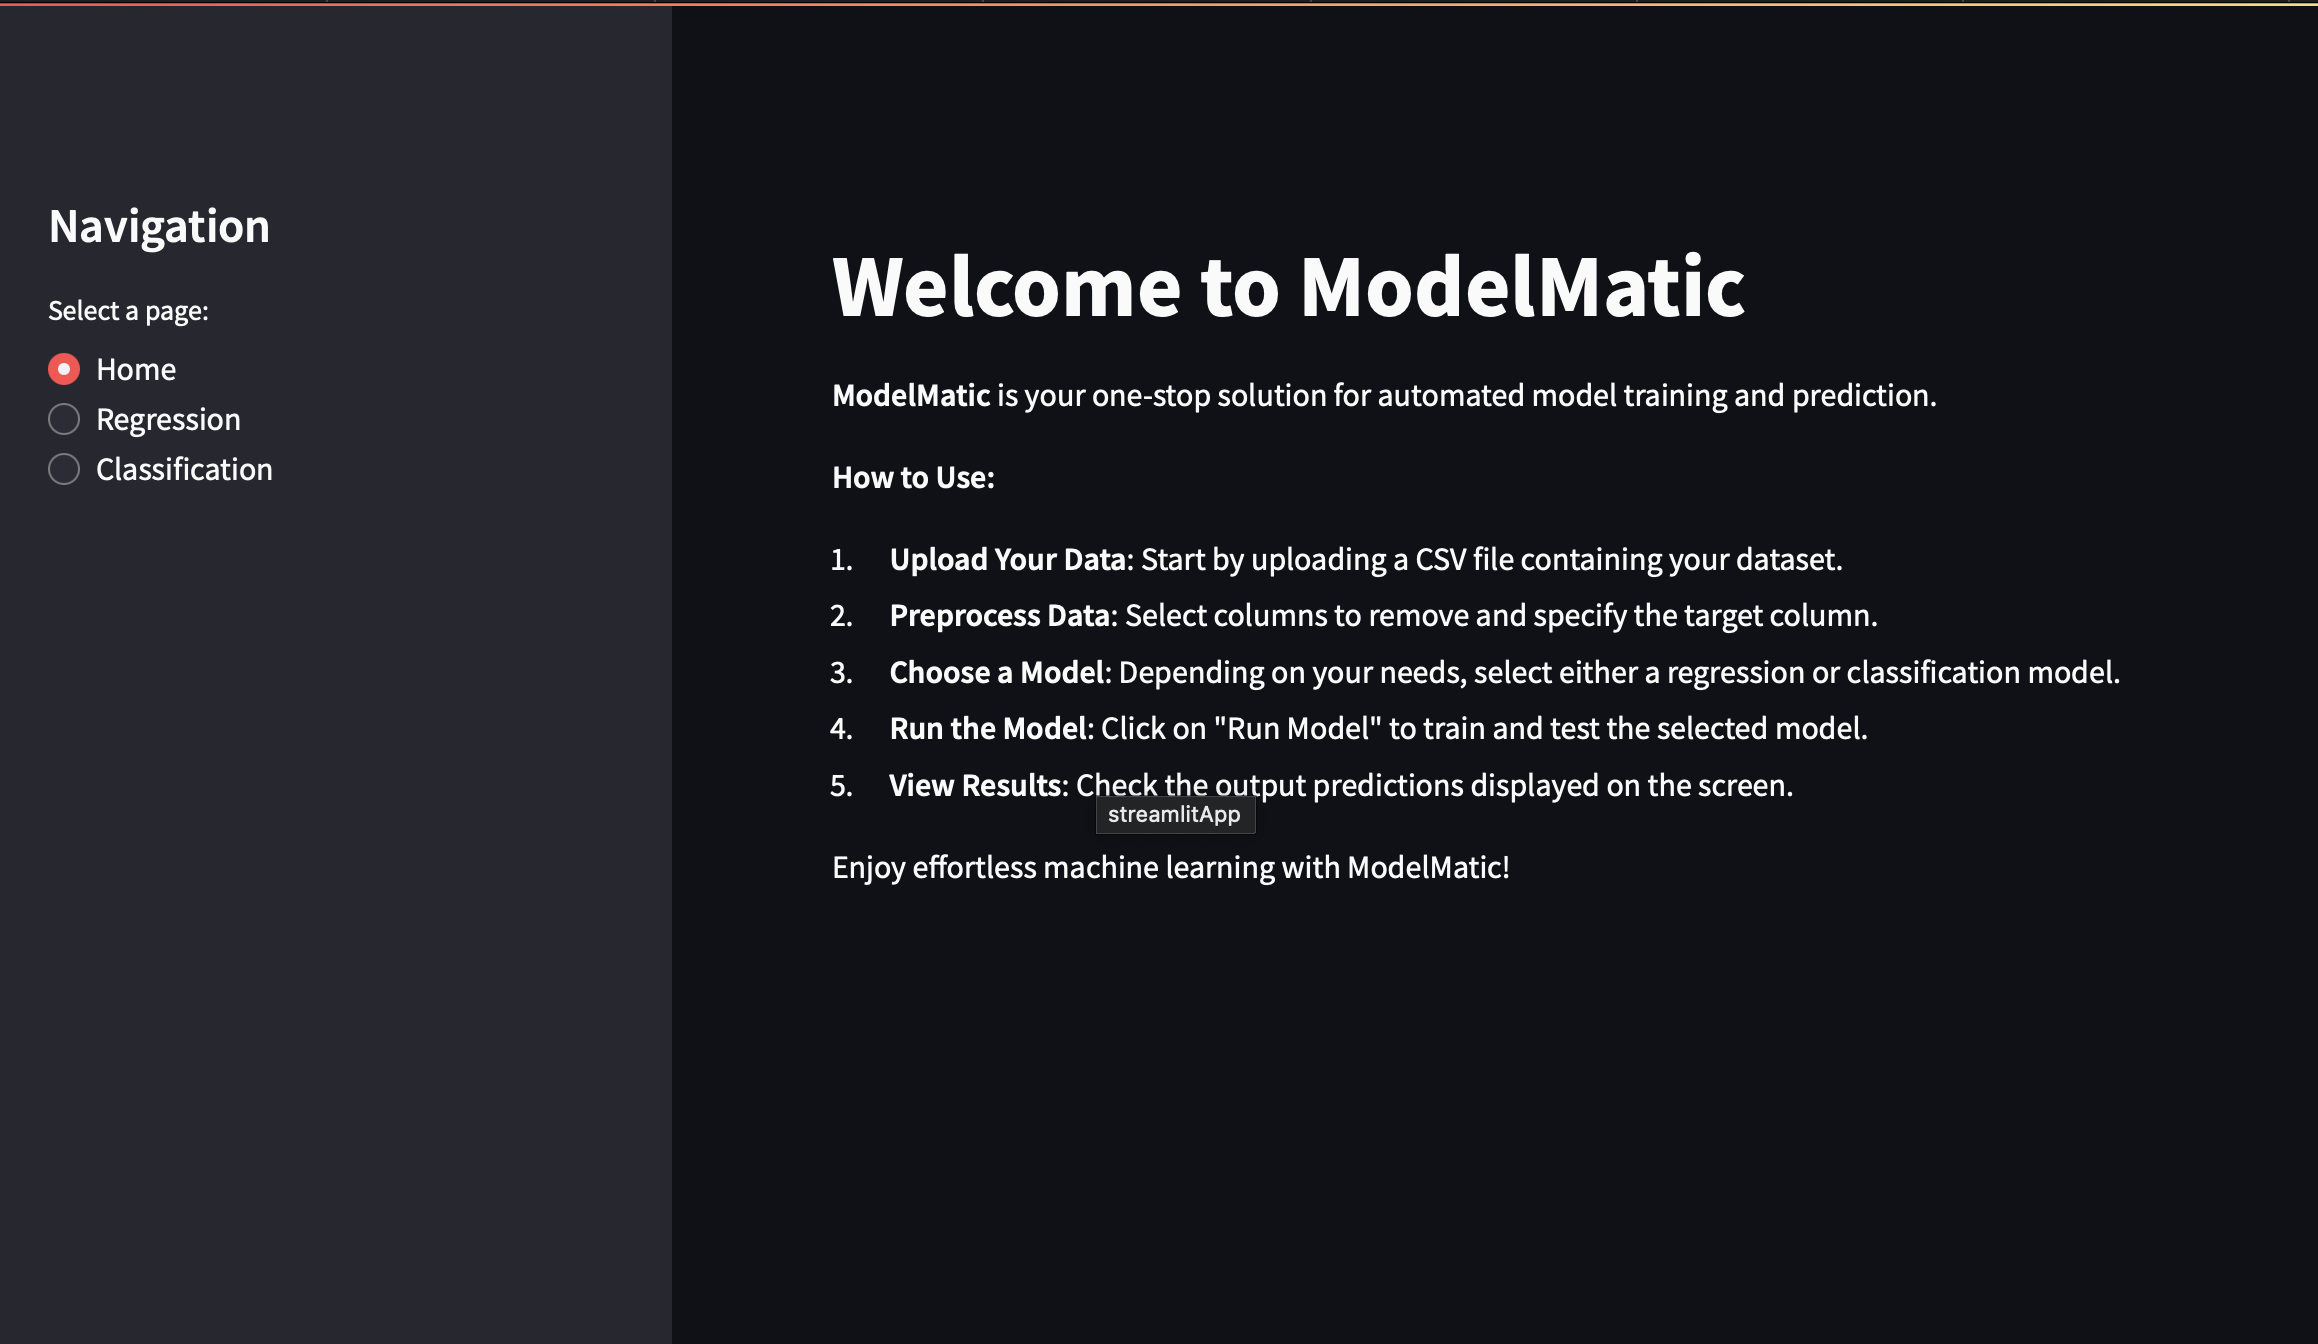 Navigation
Select a page:
Home
Regression
Classification
Welcome to ModelMatic
ModelMatic is your one-stop solution for automated model training and prediction.
How to Use:
1. Upload Your Data: Start by uploading a CSV file containing your dataset.
2. Preprocess Data: Select columns to remove and specify the target column.
3. Choose a Model: Depending on your needs, select either a regression or classification model.
4. Run the Model: Click on "Run Model" to train and test the selected model.
5. View Results: Check the output predictions displayed on the screen.
streamlitApp
Enjoy effortless machine learning with ModelMatic!